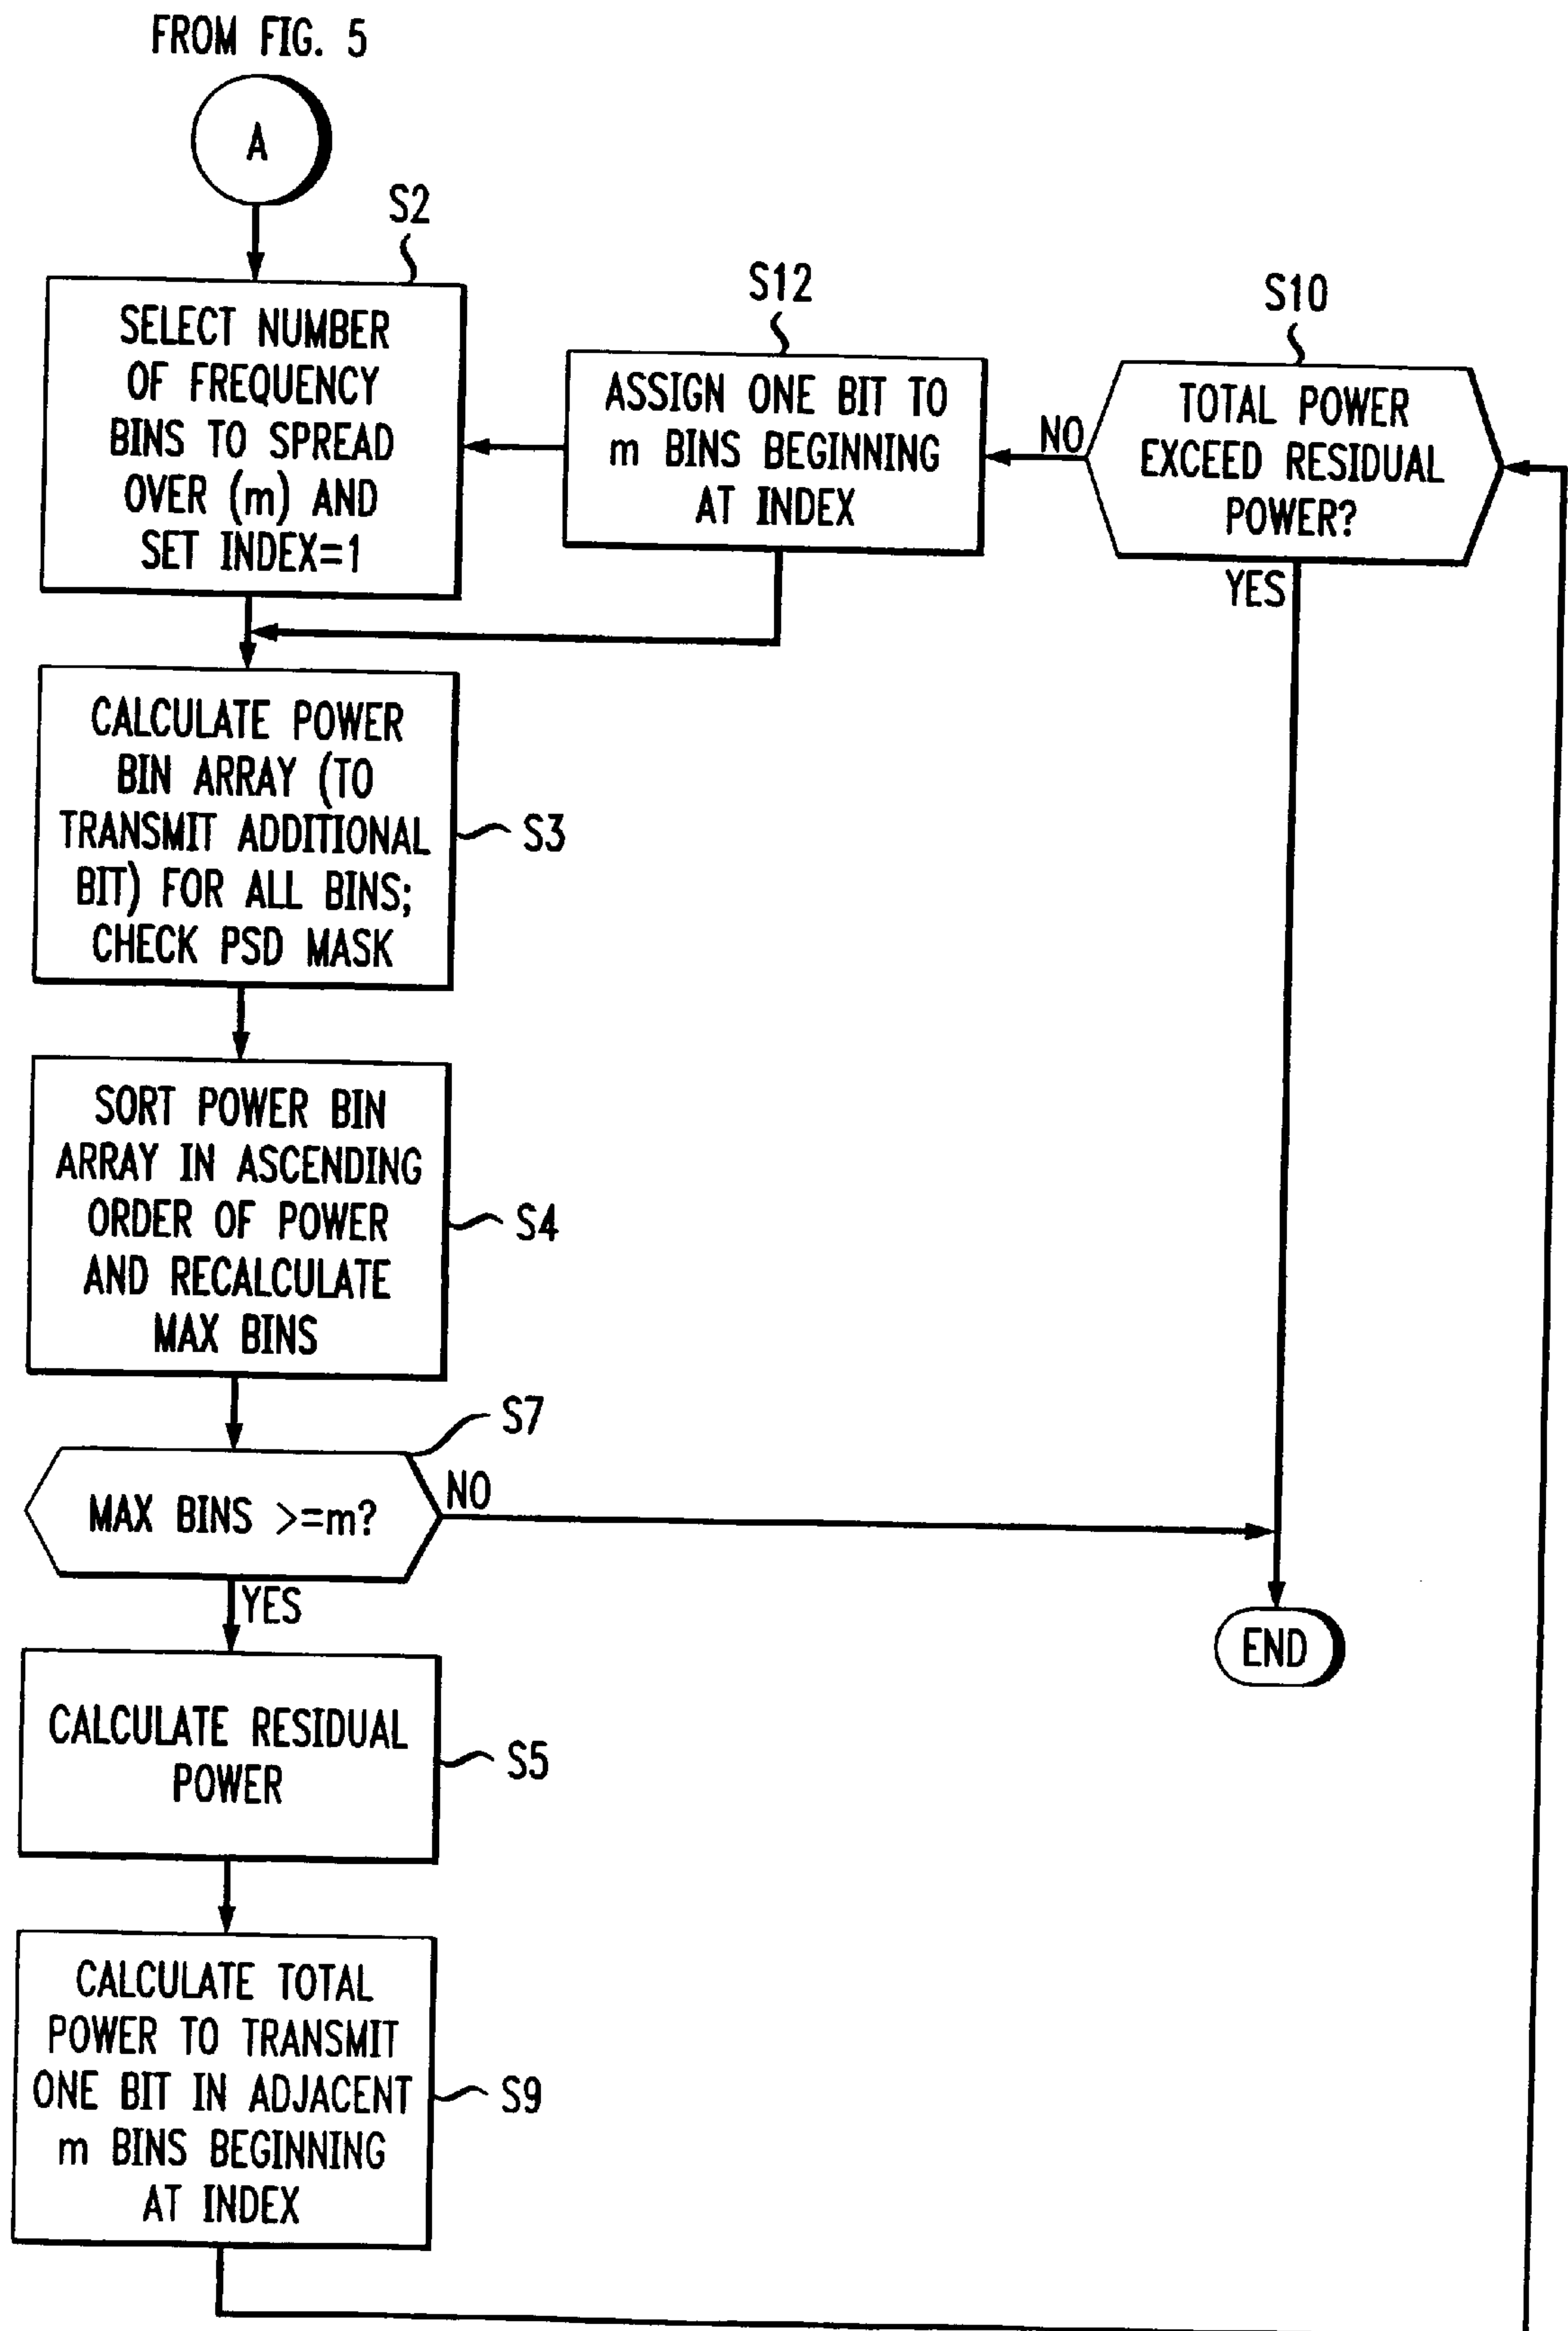 FROM FIG. 5
A
S2
SELECT NUMBER
OF FREQUENCY
BINS TO SPREAD
OVER (m) AND
SET INDEX=1
S12
ASSIGN ONE BIT TO
m BINS BEGINNING
AT INDEX
S10
TOTAL POWER
EXCEED RESIDUAL
POWER?
NO
YES
CALCULATE POWER
BIN ARRAY (TO
TRANSMIT ADDITIONAL
BIT) FOR ALL BINS;
CHECK PSD MASK
S3
SORT POWER BIN
ARRAY IN ASCENDING
ORDER OF POWER
AND RECALCULATE
MAX BINS
S4
S7
MAX BINS >=m?
NO
YES
END
CALCULATE RESIDUAL
POWER
S5
CALCULATE TOTAL
POWER TO TRANSMIT
ONE BIT IN ADJACENT
m BINS BEGINNING
AT INDEX
S9